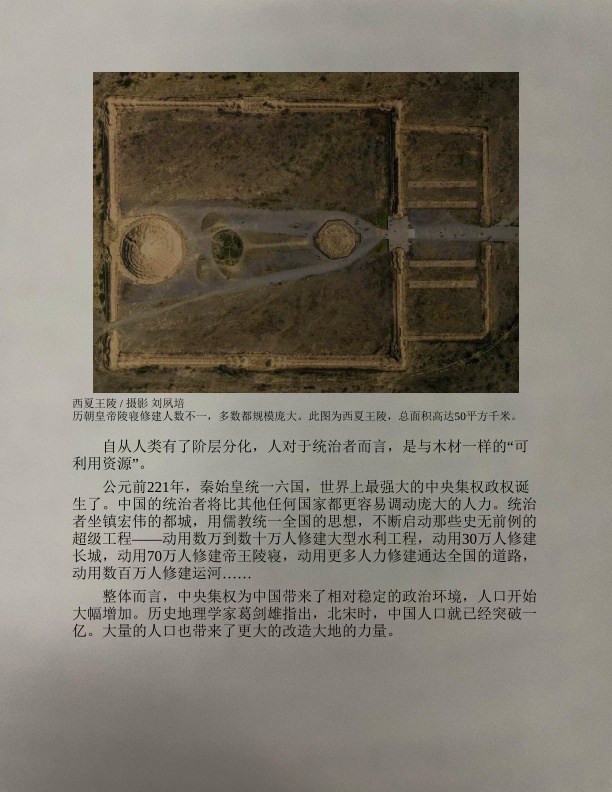 西夏王陵 / 摄影 刘夙培
历朝皇帝陵寝修建人数不一，多数都规模庞大。此图为西夏王陵，总面积高达50平方千米。
自从人类有了阶层分化，人对于统治者而言，是与木材一样的“可
利用资源”。
公元前221年，秦始皇统一六国，世界上最强大的中央集权政权诞
生了。中国的统治者将比其他任何国家都更容易调动庞大的人力。统治
者坐镇宏伟的都城，用儒教统一全国的思想，不断启动那些史无前例的
超级工程——动用数万到数十万人修建大型水利工程，动用30万人修建
长城，动用70万人修建帝王陵寝，动用更多人力修建通达全国的道路，
动用数百万人修建运河……
整体而言，中央集权为中国带来了相对稳定的政治环境，人口开始
大幅增加。历史地理学家葛剑雄指出，北宋时，中国人口就已经突破一
亿。大量的人口也带来了更大的改造大地的力量。